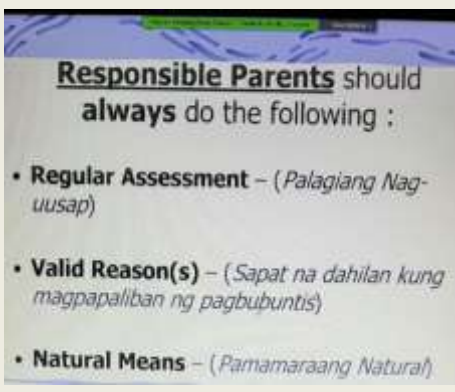 Responsible Parents should
always do the following :
• Regular Assessment – (Palagiang Nag-
uusap)
• Valid Reason(s) – (Sapat na dahilan kung
magpapaliban ng pagbubuntis)
• Natural Means – (Pamamaraang Natural)